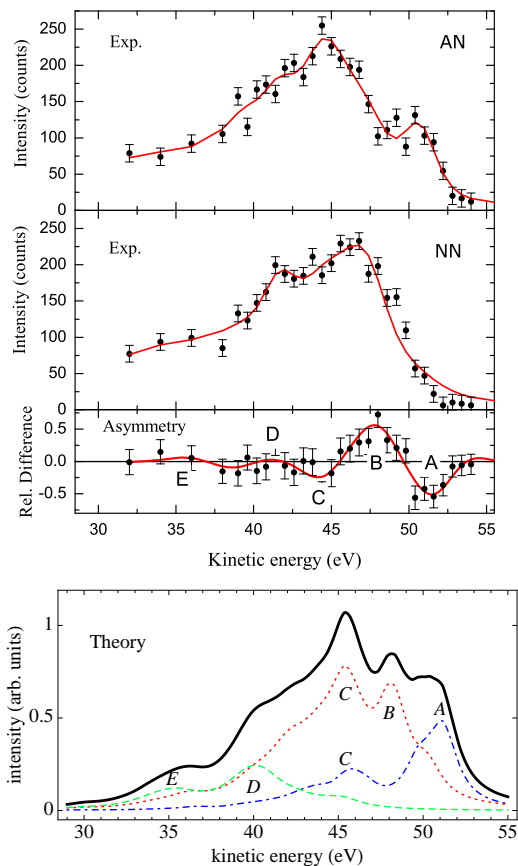 250
200
150
100
50
0
Intensity (counts)
Exp.
AN
250
200
150
100
50
0
Intensity (counts)
Exp.
NN
0.5
0.0
-0.5
Rel. Difference
Asymmetry
E
D
C
B
A
30 35 40 45 50 55
Kinetic energy (eV)
1
0.5
0
intensity (arb. units)
Theory
E
D
C
C
B
A
30 35 40 45 50 55
kinetic energy (eV)